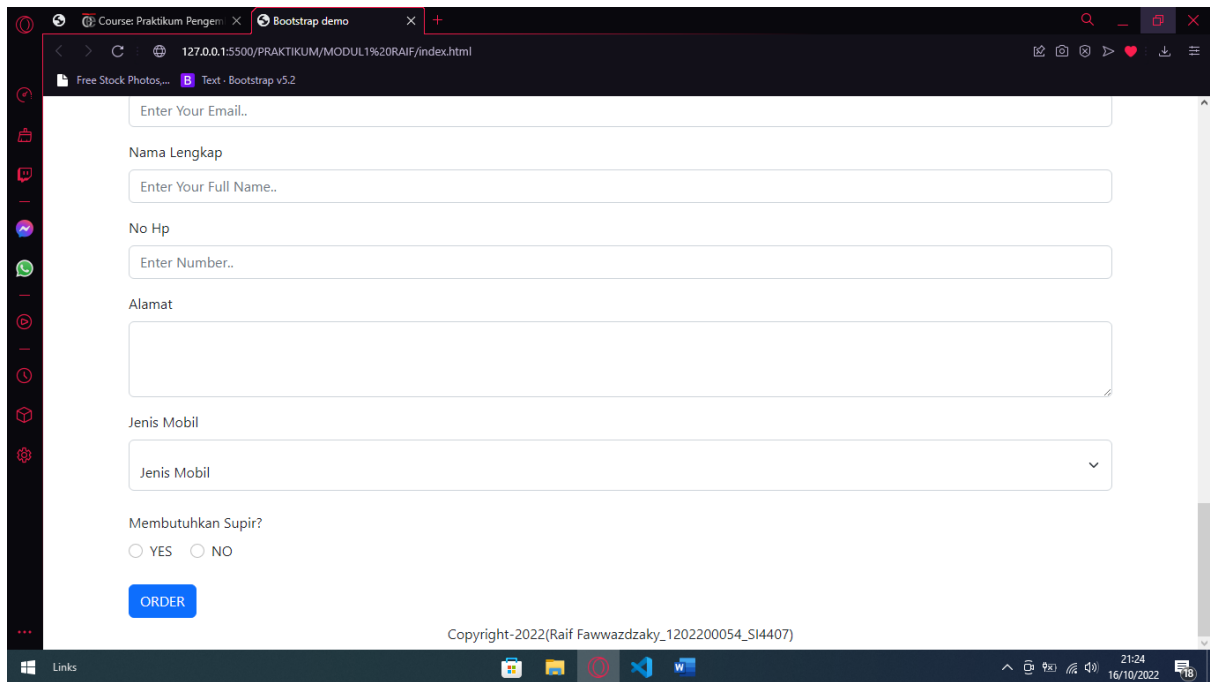 Course: Praktikum Pengem
Bootstrap demo
127.0.0.1:5500/PRAKTIKUM/MODUL1%20RAIF/index.html
Free Stock Photos,...
B Text · Bootstrap v5.2
Enter Your Email..
Nama Lengkap
Enter Your Full Name..
No Hp
Enter Number..
Alamat
Jenis Mobil
Jenis Mobil
Membutuhkan Supir?
YES NO
ORDER
Copyright-2022(Raif Fawwazdzaky_1202200054_SI4407)
Links
W
21:24
16/10/2022
18